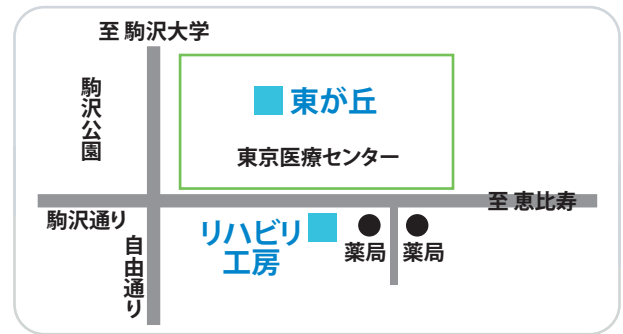 至 駒沢大学
駒沢公園
東が丘
東京医療センター
至 恵比寿
駒沢通り
自由通り
リハビリ
工房
薬局
薬局